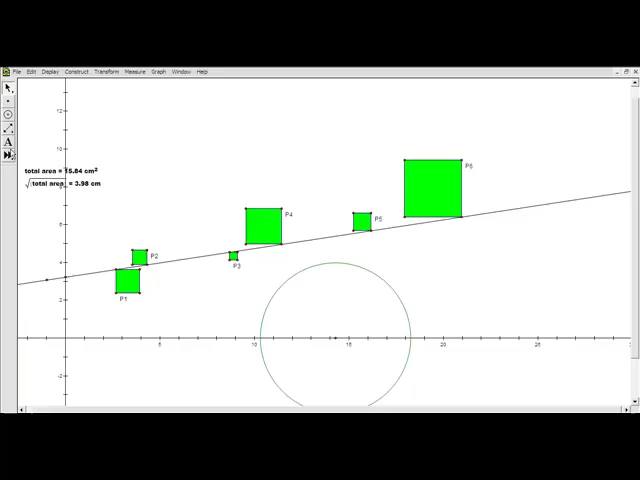 File Edit Display Construct Transform Measure Graph Window Help
12
10
total area = 15.84 cm²
8
√(total area) = 3.98 cm
P6
P4
P5
6
P2
4
P3
P1
2
5 10 15 20 25
-2
A